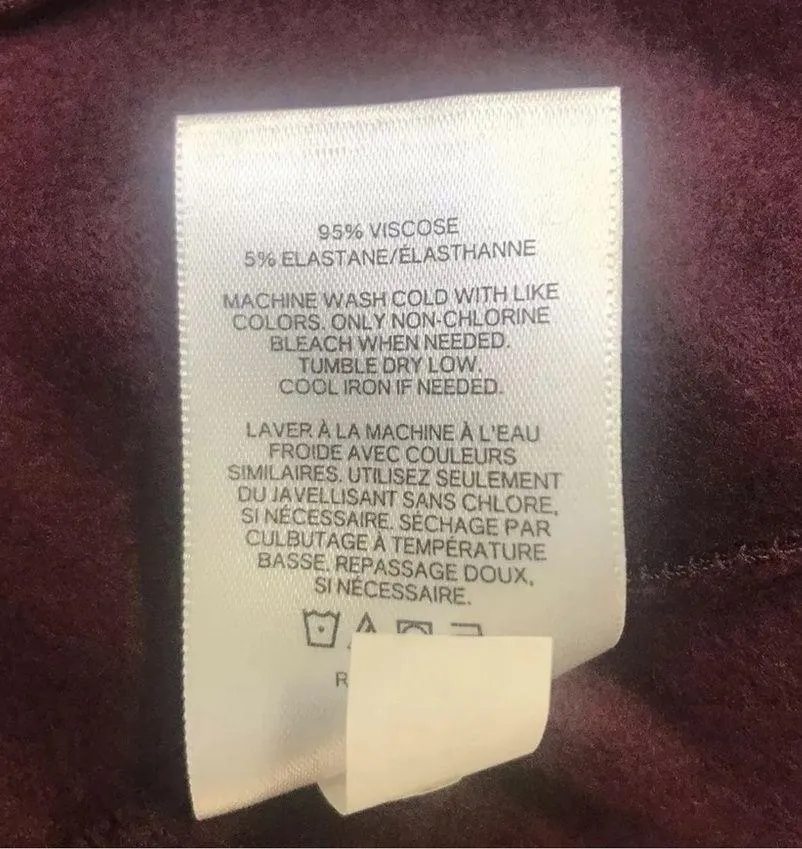 95% VISCOSE
5% ELASTANE/ÉLASTHANNE
MACHINE WASH COLD WITH LIKE
COLORS. ONLY NON-CHLORINE
BLEACH WHEN NEEDED.
TUMBLE DRY LOW.
COOL IRON IF NEEDED.
LAVER À LA MACHINE À L'EAU
FROIDE AVEC COULEURS
SIMILAIRES. UTILISEZ SEULEMENT
DU JAVELLISANT SANS CHLORE,
SI NÉCESSAIRE. SÉCHAGE PAR
CULBUTAGE À TEMPÉRATURE
BASSE. REPASSAGE DOUX,
SI NÉCESSAIRE.